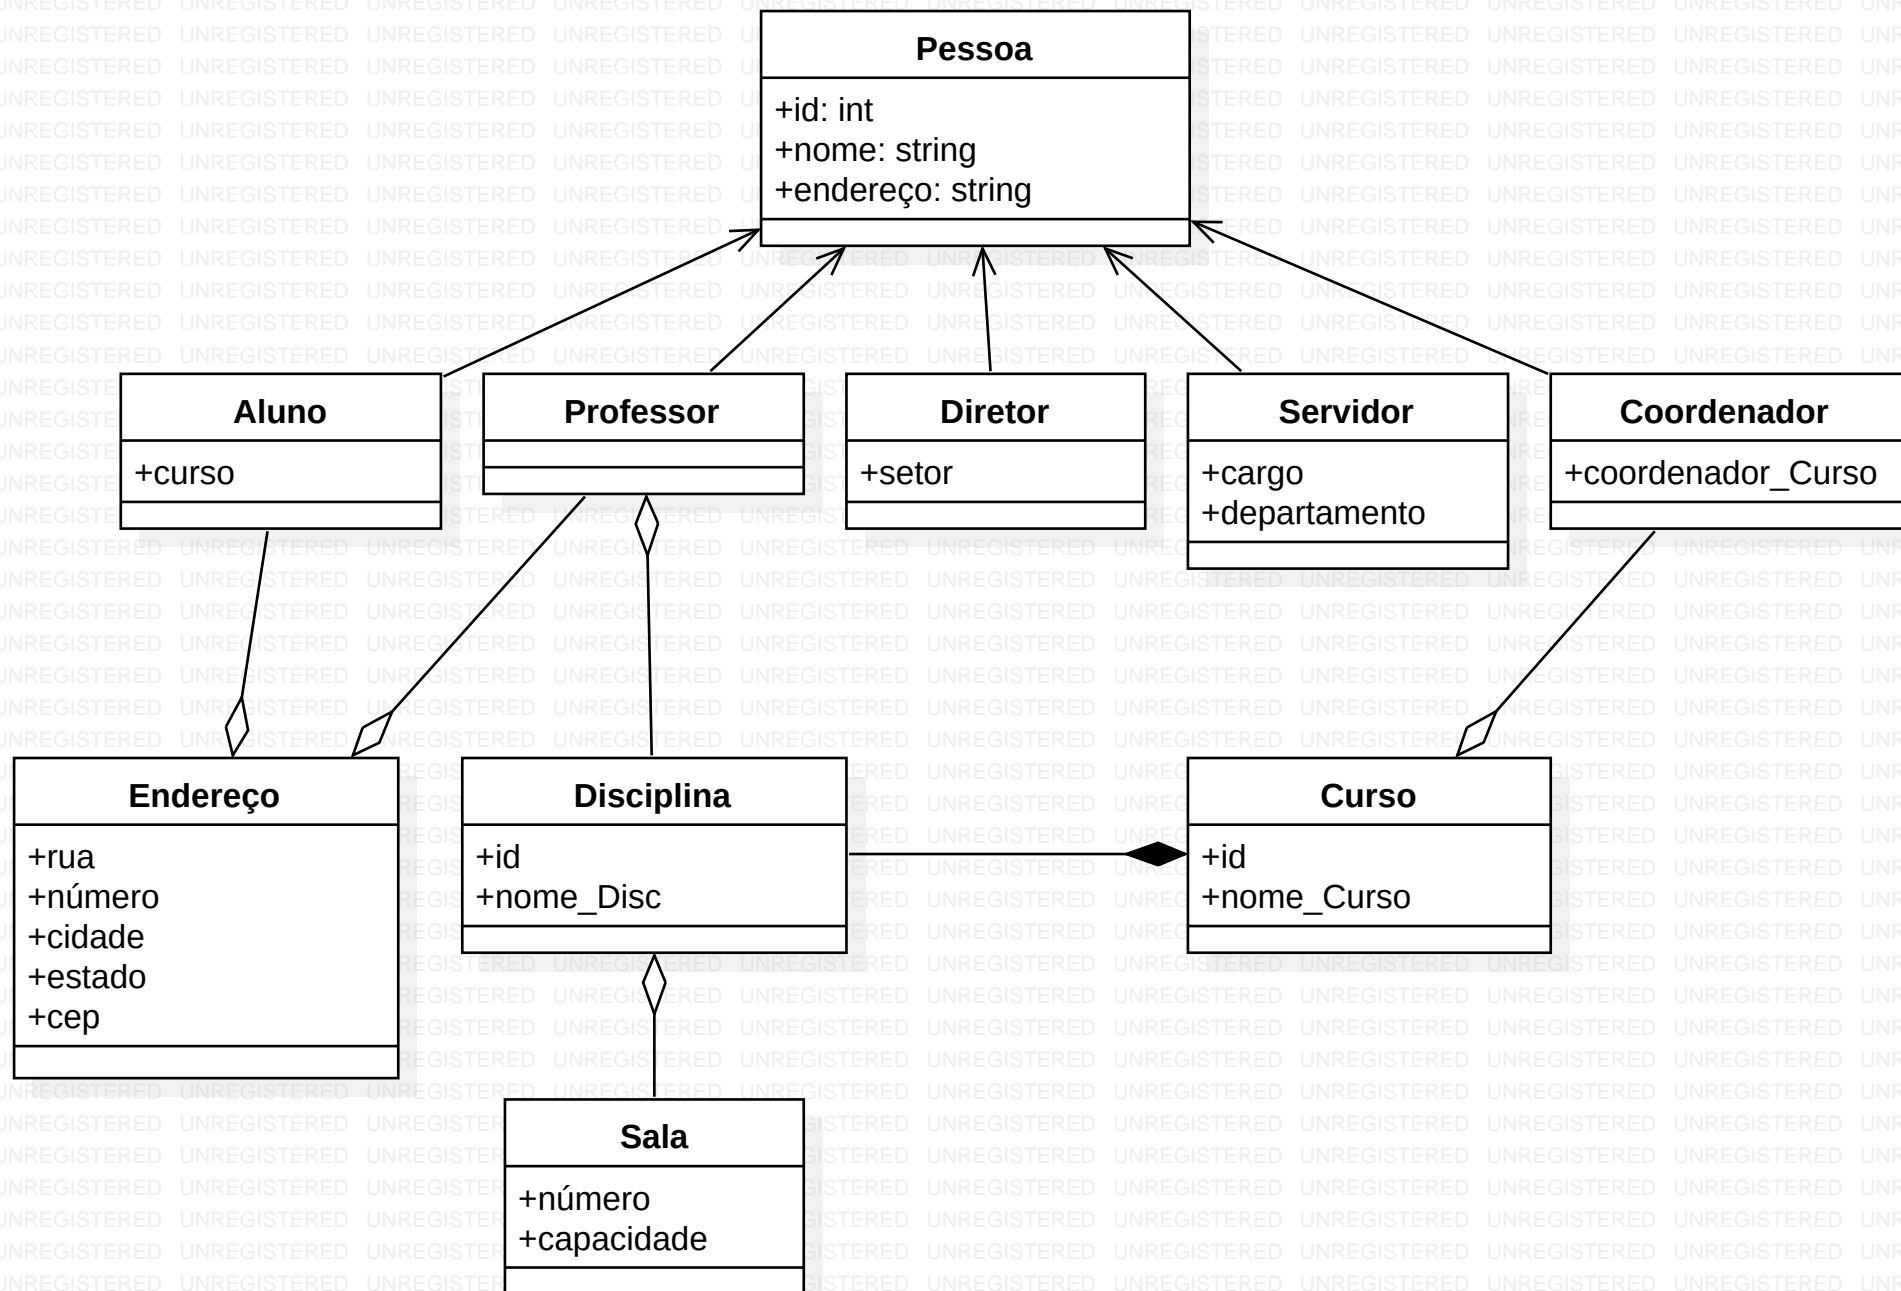 Pessoa
+id: int
+nome: string
+endereço: string
Aluno
+curso
Professor
Diretor
+setor
Servidor
+cargo
+departamento
Coordenador
+coordenador_Curso
Endereço
+rua
+número
+cidade
+estado
+cep
Disciplina
+id
+nome_Disc
Curso
+id
+nome_Curso
Sala
+número
+capacidade
UNREGISTERED